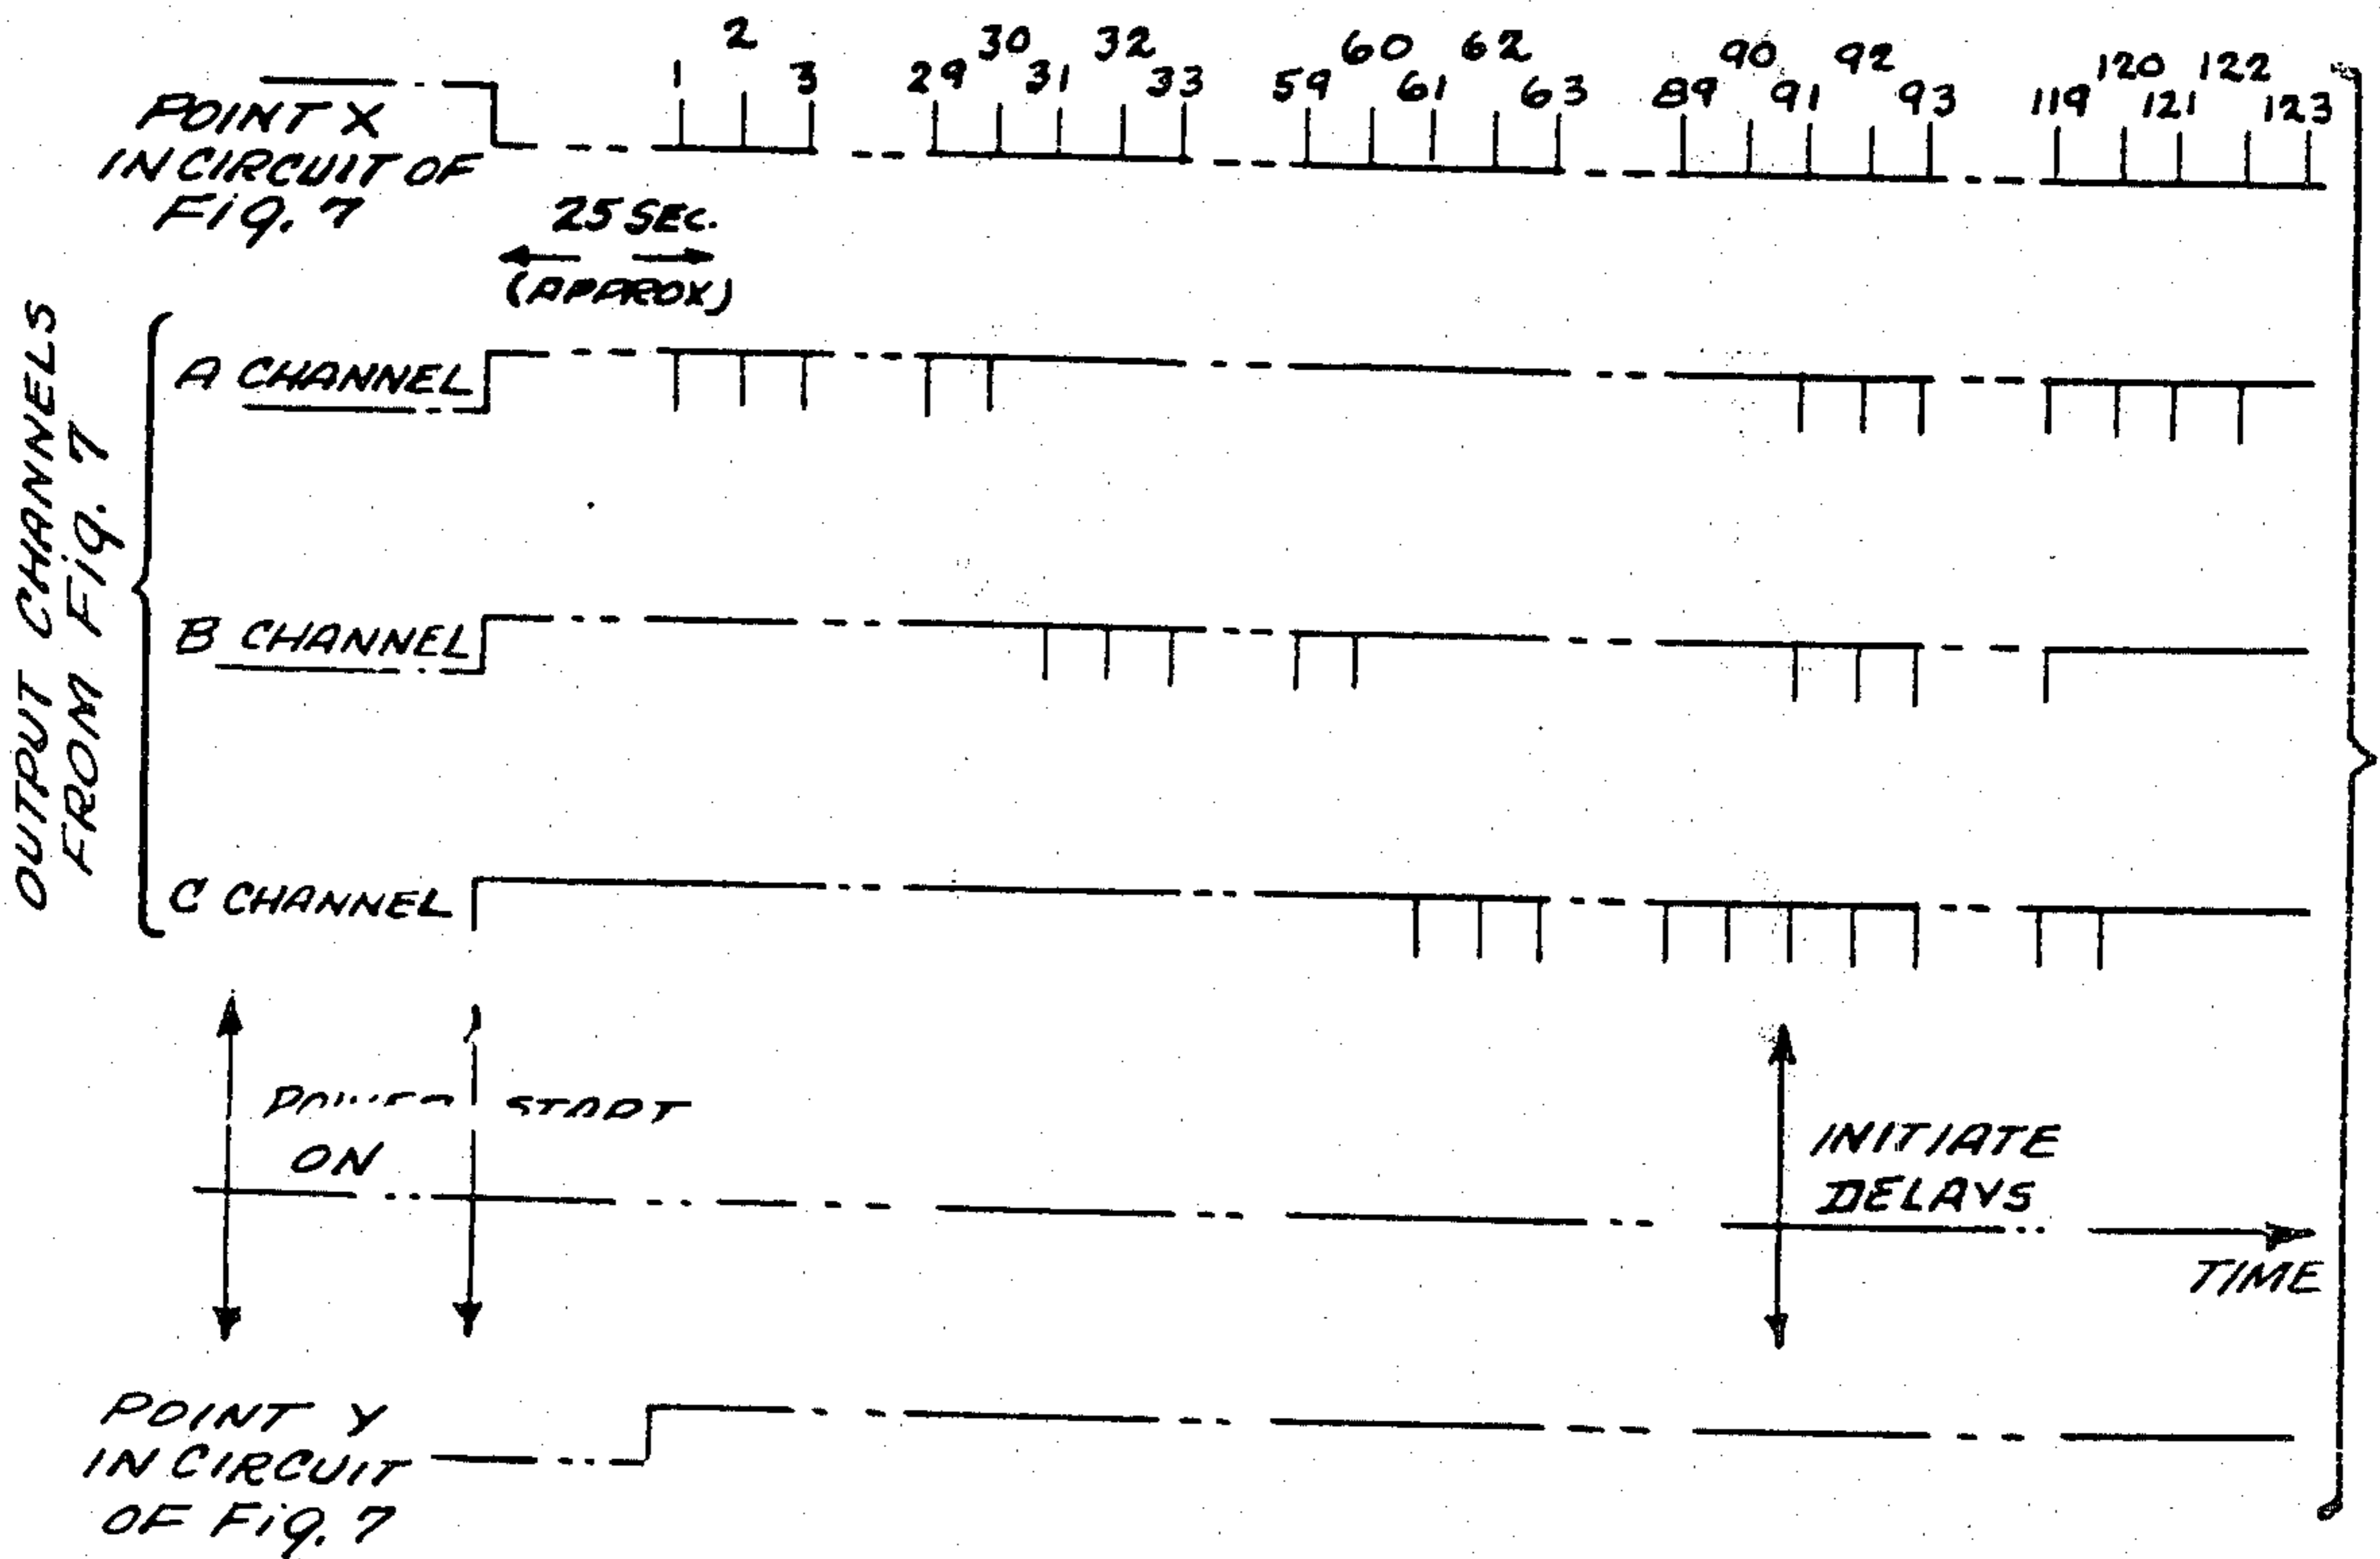 1 2 3 29 30 31 32 33 59 60 61 62 63 89 90 91 92 93 119 120 121 122 123
POINT X
IN CIRCUIT OF
Fig. 7
25 SEC.
(APPROX)
OUTPUT CHANNELS
FROM Fig. 7
A CHANNEL
B CHANNEL
C CHANNEL
START
ON
INITIATE
DELAYS
TIME
POINT Y
IN CIRCUIT
OF Fig. 7